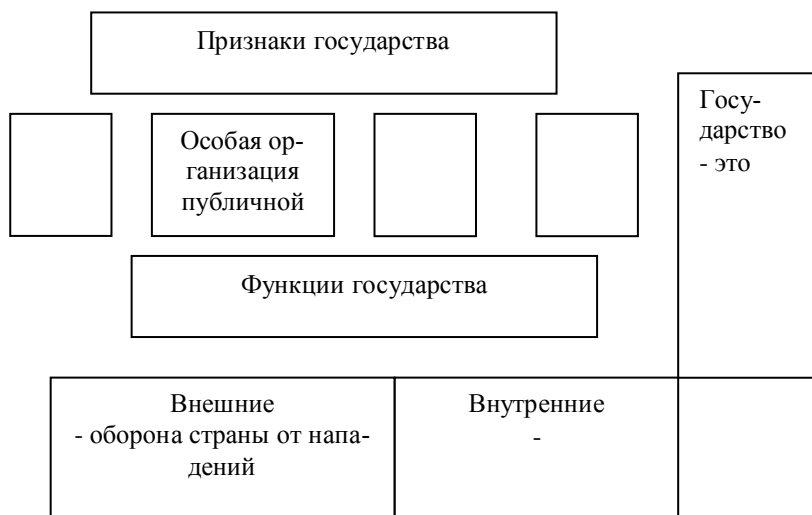 Признаки государства
Особая ор-
ганизация
публичной
Госу-
дарство
- это
Функции государства
Внешние
- оборона страны от напа-
дений
Внутренние
-